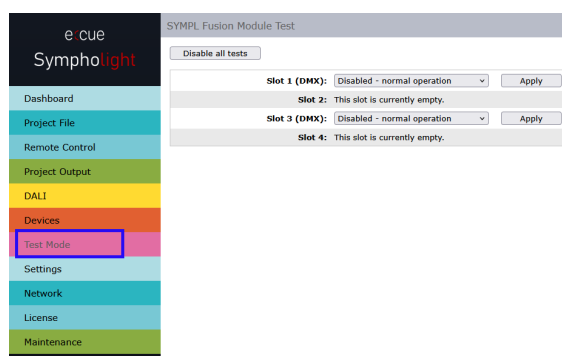 e:cue
Sympholight
Dashboard
Project File
Remote Control
Project Output
DALI
Devices
Test Mode
Settings
Network
License
Maintenance
SYMPL Fusion Module Test
Disable all tests
Slot 1 (DMX): Disabled - normal operation Apply
Slot 2: This slot is currently empty.
Slot 3 (DMX): Disabled - normal operation Apply
Slot 4: This slot is currently empty.